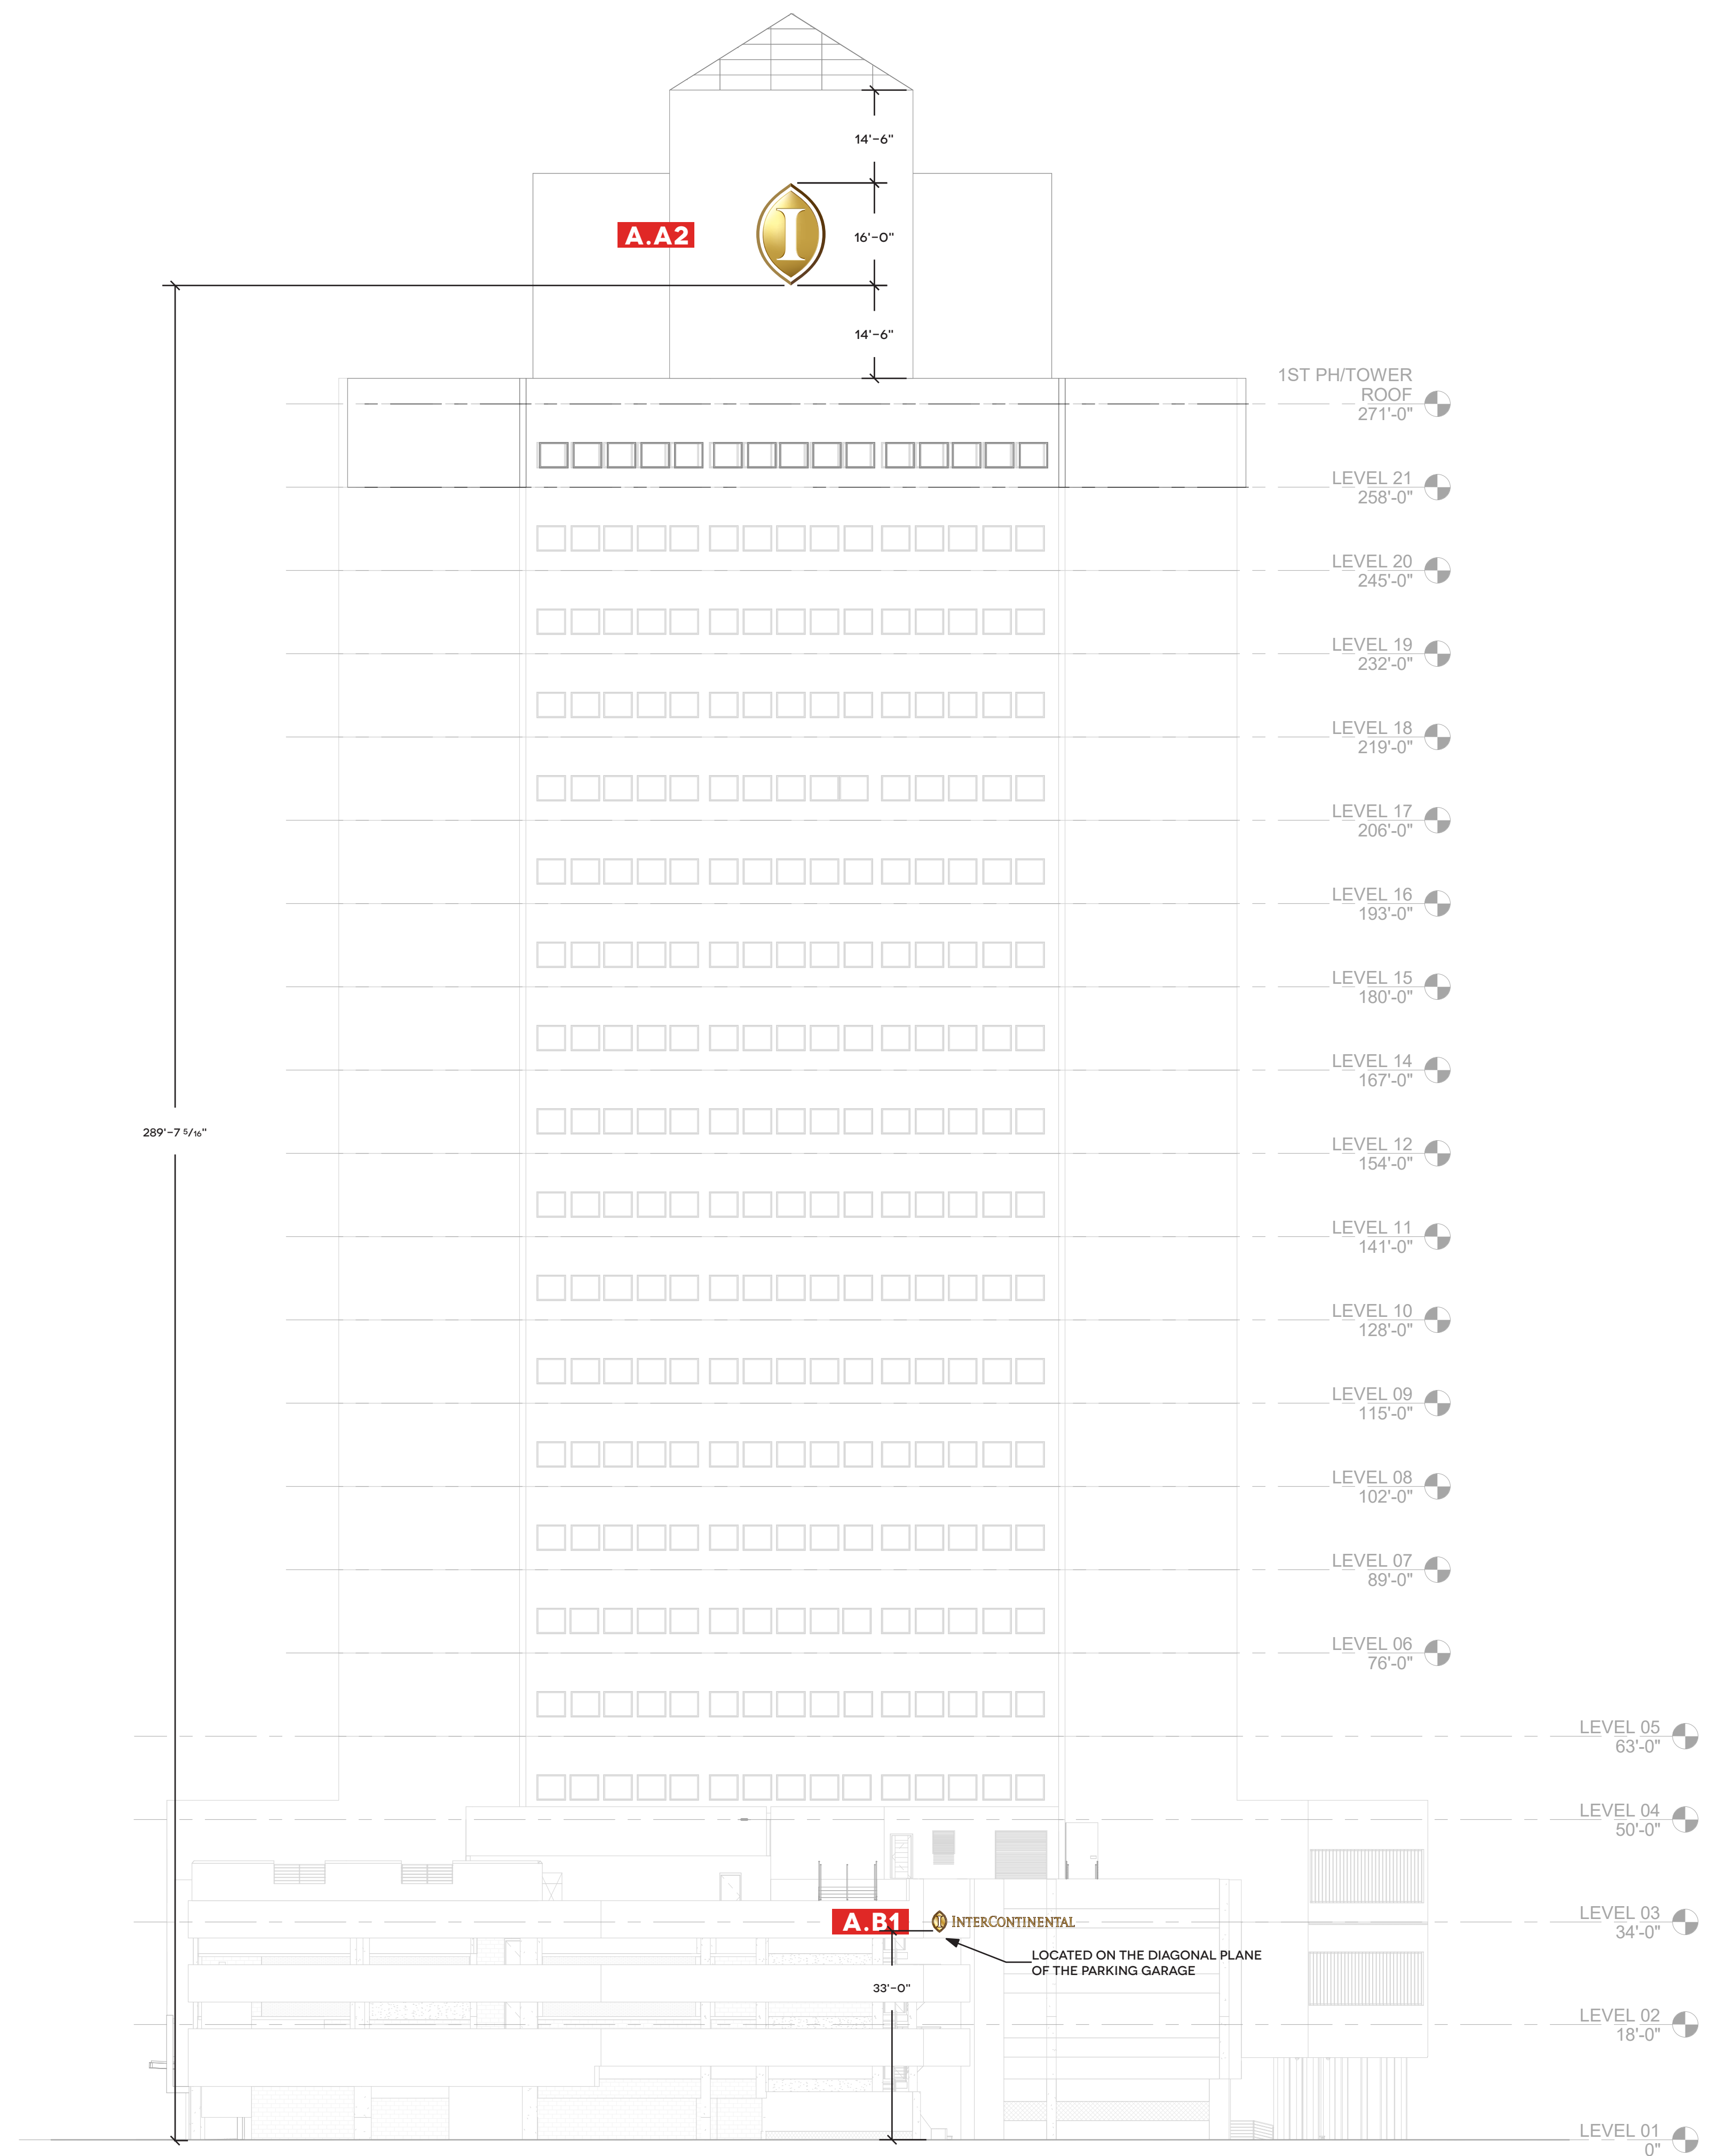 14'-6"
A.A2
I
16'-0"
14'-6"
1ST PH/TOWER
ROOF
271'-0"
LEVEL 21
258'-0"
LEVEL 20
245'-0"
LEVEL 19
232'-0"
LEVEL 18
219'-0"
LEVEL 17
206'-0"
LEVEL 16
193'-0"
LEVEL 15
180'-0"
LEVEL 14
167'-0"
289'-7 5/16"
LEVEL 12
154'-0"
LEVEL 11
141'-0"
LEVEL 10
128'-0"
LEVEL 09
115'-0"
LEVEL 08
102'-0"
LEVEL 07
89'-0"
LEVEL 06
76'-0"
LEVEL 05
63'-0"
LEVEL 04
50'-0"
A.B1
I INTERCONTINENTAL
LEVEL 03
34'-0"
LOCATED ON THE DIAGONAL PLANE
OF THE PARKING GARAGE
33'-0"
LEVEL 02
18'-0"
LEVEL 01
0"